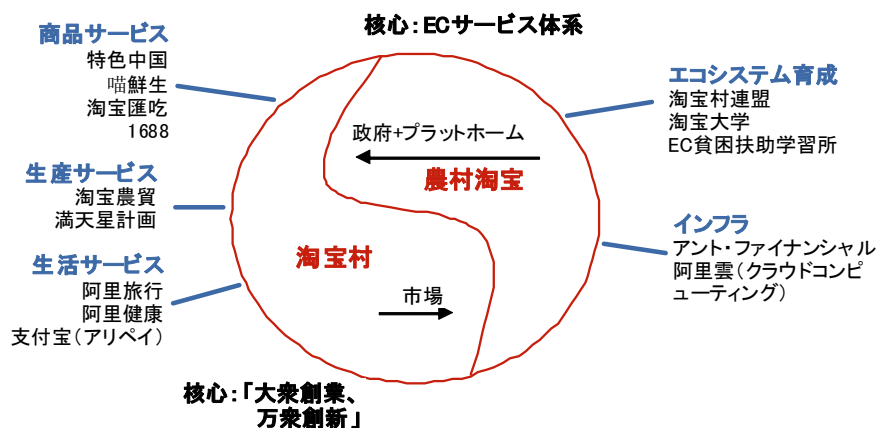 核心：ECサービス体系
商品サービス
特色中国
喵鮮生
淘宝匯吃
1688
生産サービス
淘宝農貿
満天星計画
生活サービス
阿里旅行
阿里健康
支付宝（アリペイ）
政府+プラットホーム
農村淘宝
淘宝村
市場
エコシステム育成
淘宝村連盟
淘宝大学
EC貧困扶助学習所
インフラ
アント・ファイナンシャル
阿里雲（クラウドコンピ
ューティング）
核心：「大衆創業、
万衆創新」